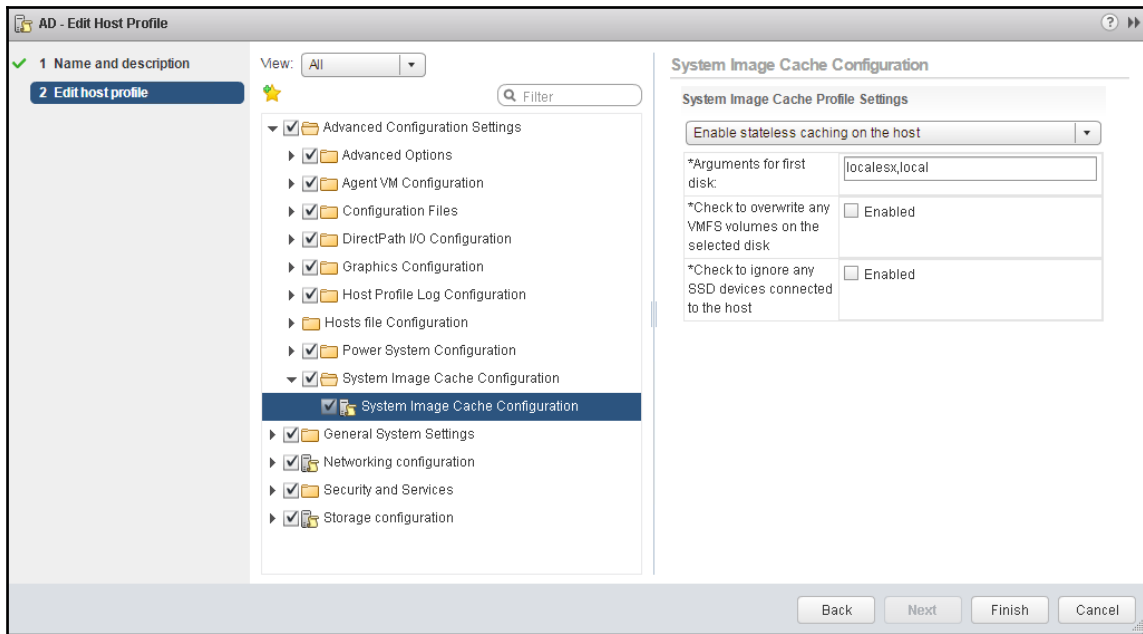 AD - Edit Host Profile
1 Name and description
2 Edit host profile
View: All
Filter
Advanced Configuration Settings
Advanced Options
Agent VM Configuration
Configuration Files
DirectPath I/O Configuration
Graphics Configuration
Host Profile Log Configuration
Hosts file Configuration
Power System Configuration
System Image Cache Configuration
System Image Cache Configuration
General System Settings
Networking configuration
Security and Services
Storage configuration
System Image Cache Configuration
System Image Cache Profile Settings
Enable stateless caching on the host
*Arguments for first
disk:
localesx,local
*Check to overwrite any
VMFS volumes on the
selected disk
Enabled
*Check to ignore any
SSD devices connected
to the host
Enabled
Back
Next
Finish
Cancel